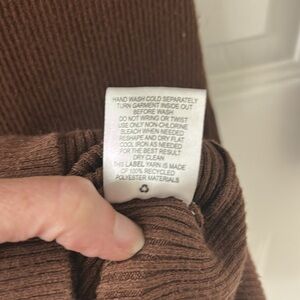 HAND WASH COLD SEPARATELY
TURN GARMENT INSIDE OUT
BEFORE WASH
DO NOT WRING OR TWIST
USE ONLY NON-CHLORINE
BLEACH WHEN NEEDED
RESHAPE AND DRY FLAT
COOL IRON AS NEEDED
FOR THE BEST RESULT
DRY CLEAN
THIS LABEL YARN IS MADE
OF 100% RECYCLED
POLYESTER MATERIALS